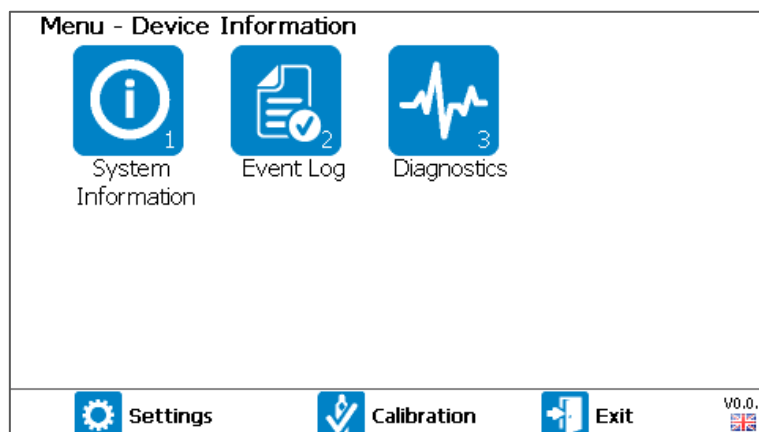 Menu - Device Information
1 2 3
System Event Log Diagnostics
Information
Settings Calibration Exit V0.0.